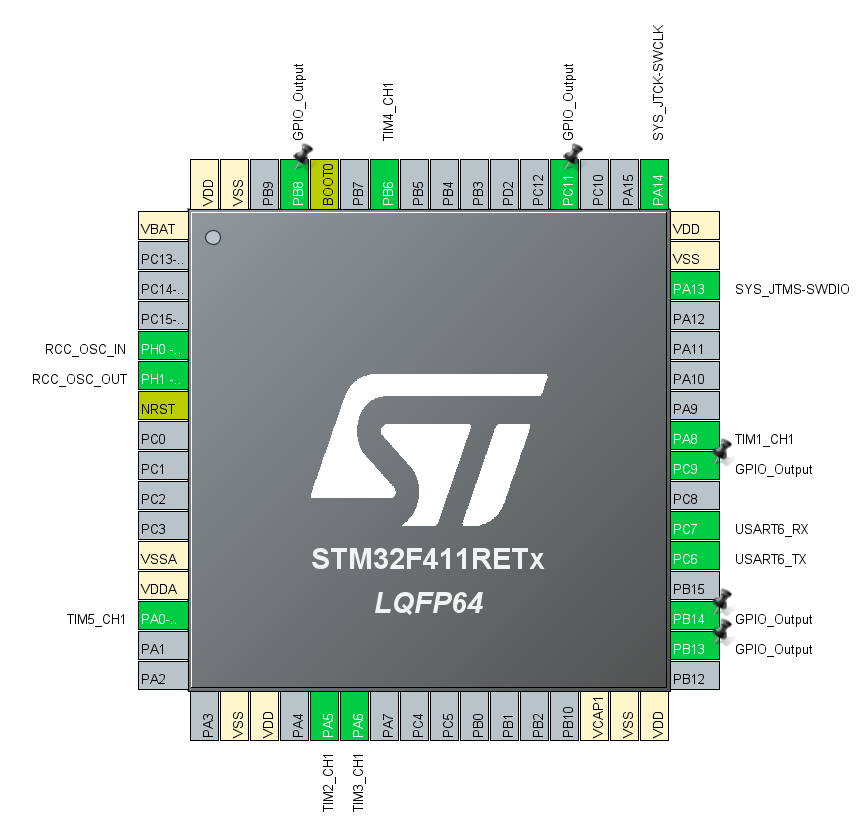 GPIO_Output
TIM4_CH1
GPIO_Output
SYS_JTCK-SWCLK
VDD
VSS
PB9
PB8
BOOT0
PB7
PB6
PB5
PB4
PB3
PD2
PC12
PC11
PC10
PA15
PA14
VBAT
PC13-..
PC14-..
PC15-..
RCC_OSC_IN PH0 -..
RCC_OSC_OUT PH1 -..
NRST
PC0
PC1
PC2
PC3
VSSA
VDDA
TIM5_CH1 PA0-..
PA1
PA2
ST
STM32F411RETx
LQFP64
VDD
VSS
PA13 SYS_JTMS-SWDIO
PA12
PA11
PA10
PA9
PA8 TIM1_CH1
PC9 GPIO_Output
PC8
PC7 USART6_RX
PC6 USART6_TX
PB15
PB14 GPIO_Output
PB13 GPIO_Output
PB12
PA3
VSS
VDD
PA4
PA5
PA6
PA7
PC4
PC5
PB0
PB1
PB2
PB10
VCAP1
VSS
VDD
TIM2_CH1
TIM3_CH1